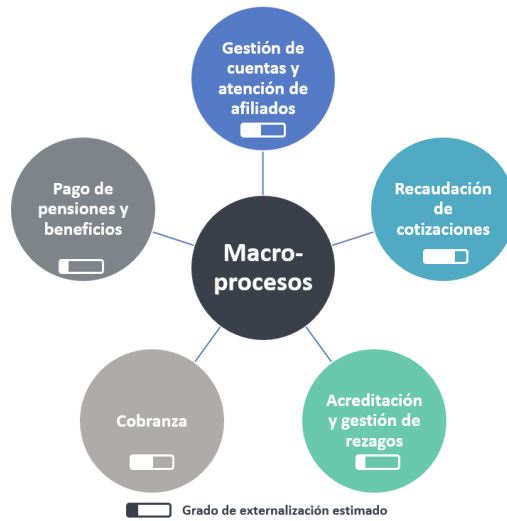 Gestión de
cuentas y
atención de
afiliados
Pago de
pensiones y
beneficios
Recaudación
de
cotizaciones
Macro-
procesos
Cobranza
Acreditación
y gestión de
rezagos
Grado de externalización estimado